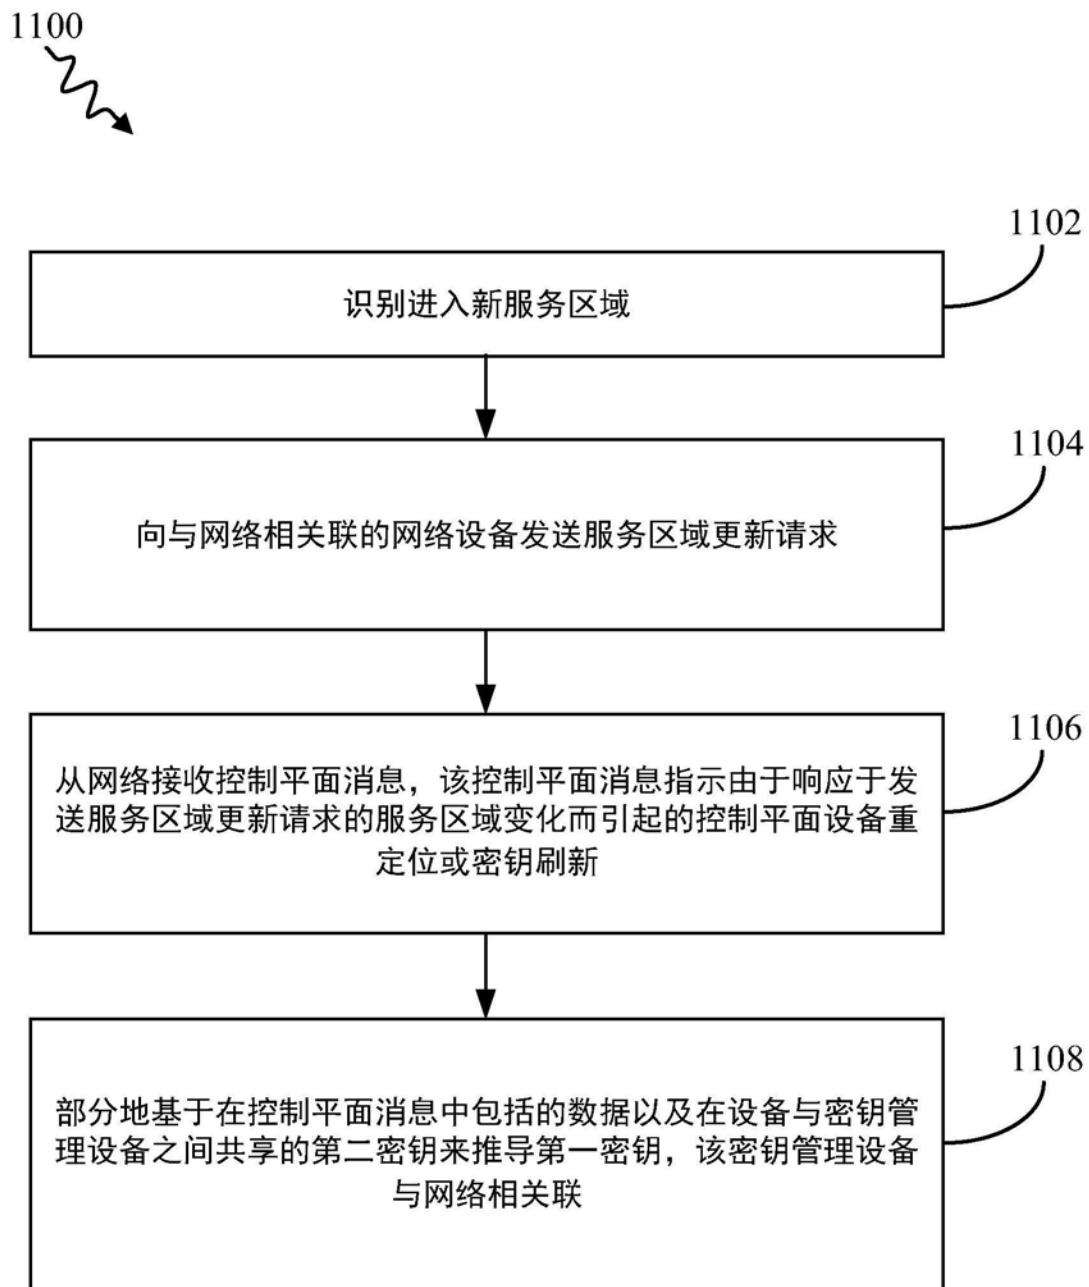 1100
1102
识别进入新服务区域
1104
向与网络相关联的网络设备发送服务区域更新请求
1106
从网络接收控制平面消息，该控制平面消息指示由于响应于发
送服务区域更新请求的服务区域变化而引起的控制平面设备重
定位或密钥刷新
1108
部分地基于在控制平面消息中包括的数据以及在设备与密钥管
理设备之间共享的第二密钥来推导第一密钥，该密钥管理设备
与网络相关联